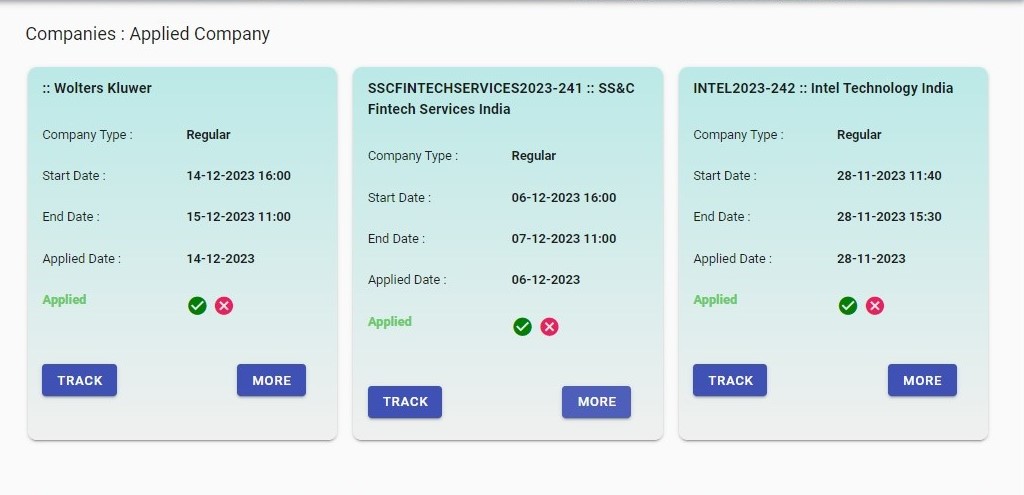 Companies : Applied Company
:: Wolters Kluwer
Company Type : Regular
Start Date : 14-12-2023 16:00
End Date : 15-12-2023 11:00
Applied Date : 14-12-2023
Applied
TRACK MORE
SSCFINTECHSERVICES2023-241 :: SS&C
Fintech Services India
Company Type : Regular
Start Date : 06-12-2023 16:00
End Date : 07-12-2023 11:00
Applied Date : 06-12-2023
Applied
TRACK MORE
INTEL2023-242 :: Intel Technology India
Company Type : Regular
Start Date : 28-11-2023 11:40
End Date : 28-11-2023 15:30
Applied Date : 28-11-2023
Applied
TRACK MORE